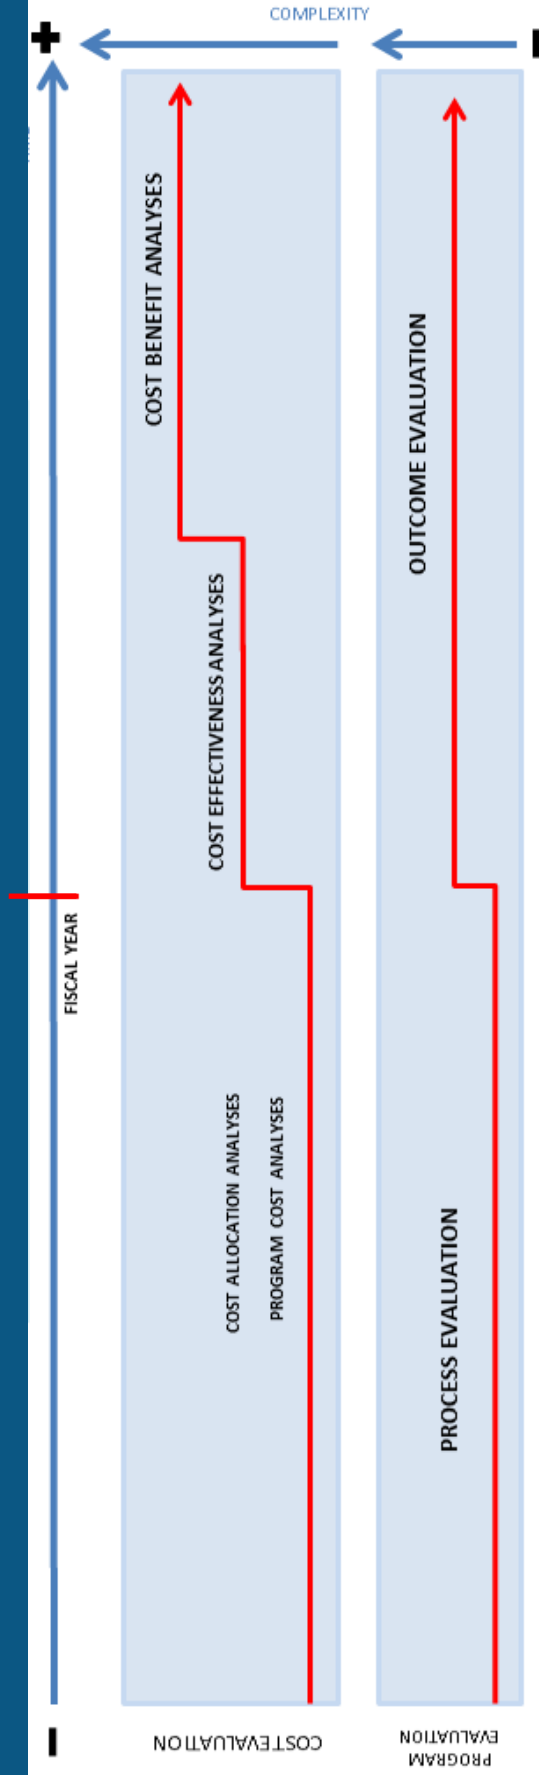 COMPLEXITY
+
COST BENEFIT ANALYSES
OUTCOME EVALUATION
COST EFFECTIVENESS ANALYSES
FISCAL YEAR
COST ALLOCATION ANALYSES
PROGRAM COST ANALYSES
PROCESS EVALUATION
COST EVALUATION
PROGRAM
EVALUATION